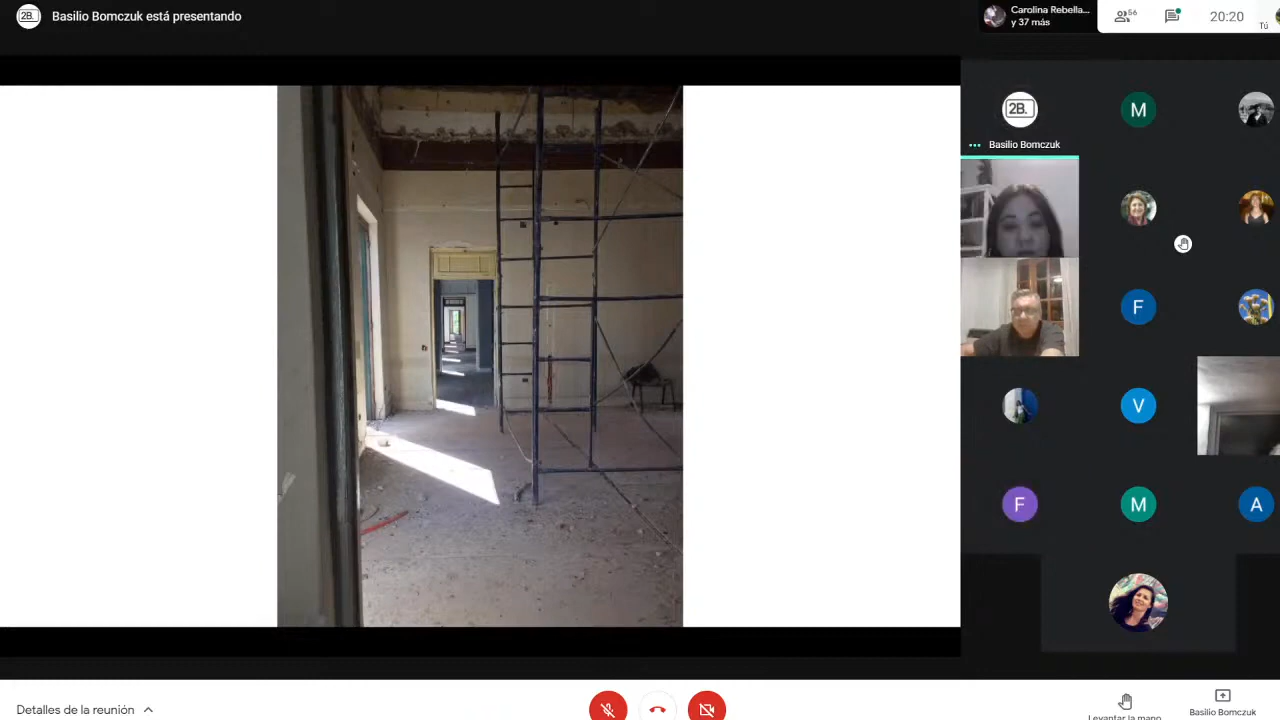 2B.
Basilio Bomczuk está presentando
Carolina Rebella...
y 37 más
56
20:20
Tú
2B.
M
Basilio Bomczuk
F
V
F
M
A
Detalles de la reunión
Levantar la mano
Basilio Bomczuk